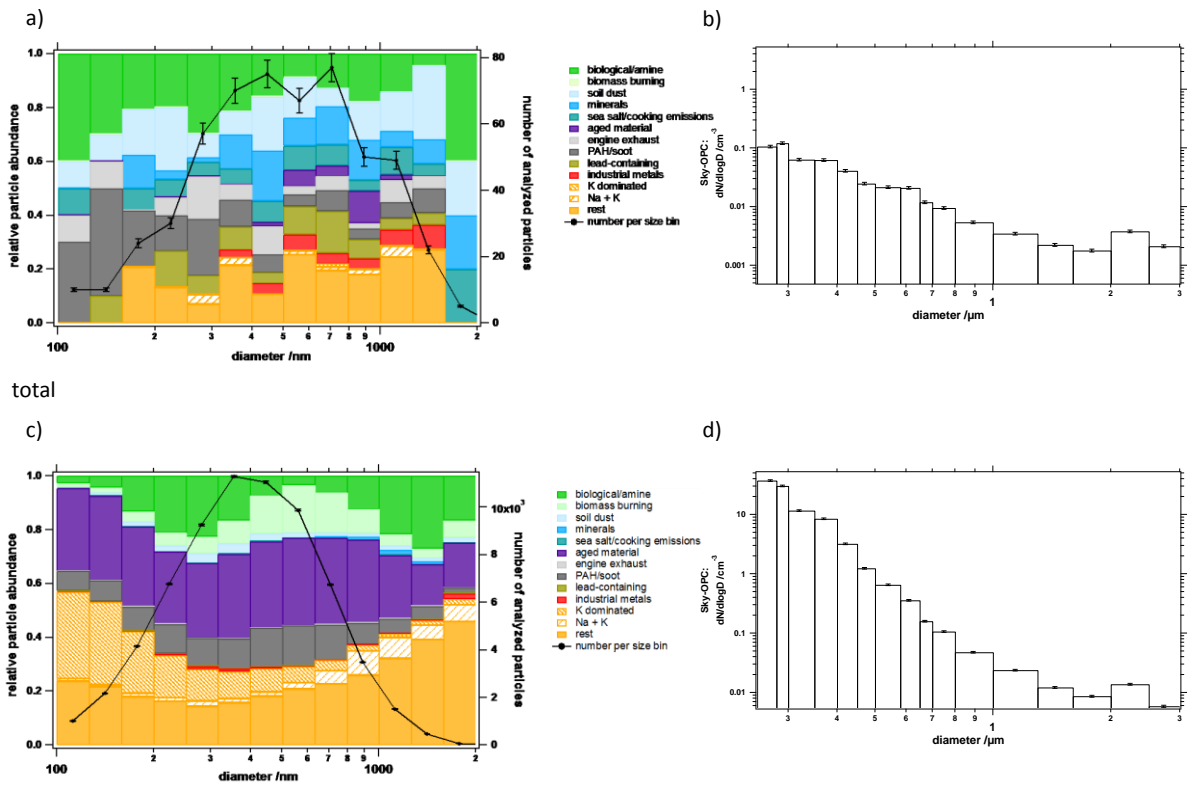 a)
1.0
0.8
0.6
0.4
0.2
0.0
relative particle abundance
80
60
40
20
0
number of analyzed particles
100
2
3
4
5
6
7
8
9
1000
2
diameter /nm
biological/amine
biomass burning
soil dust
minerals
sea salt/cooking emissions
aged material
engine exhaust
PAH/soot
lead-containing
industrial metals
K dominated
Na + K
rest
number per size bin
b)
1
0.1
0.01
0.001
Sky-OPC:
dN/dlogD /cm-3
3
4
5
6
7
8
9
1
2
3
diameter /µm
total
c)
1.0
0.8
0.6
0.4
0.2
0.0
relative particle abundance
10x10³
8
6
4
2
0
number of analyzed particles
100
2
3
4
5
6
7
8
9
1000
2
diameter /nm
biological/amine
biomass burning
soil dust
minerals
sea salt/cooking emissions
aged material
engine exhaust
PAH/soot
lead-containing
industrial metals
K dominated
Na + K
rest
number per size bin
d)
10
1
0.1
0.01
Sky-OPC:
dN/dlogD /cm-3
3
4
5
6
7
8
9
1
2
3
diameter /µm